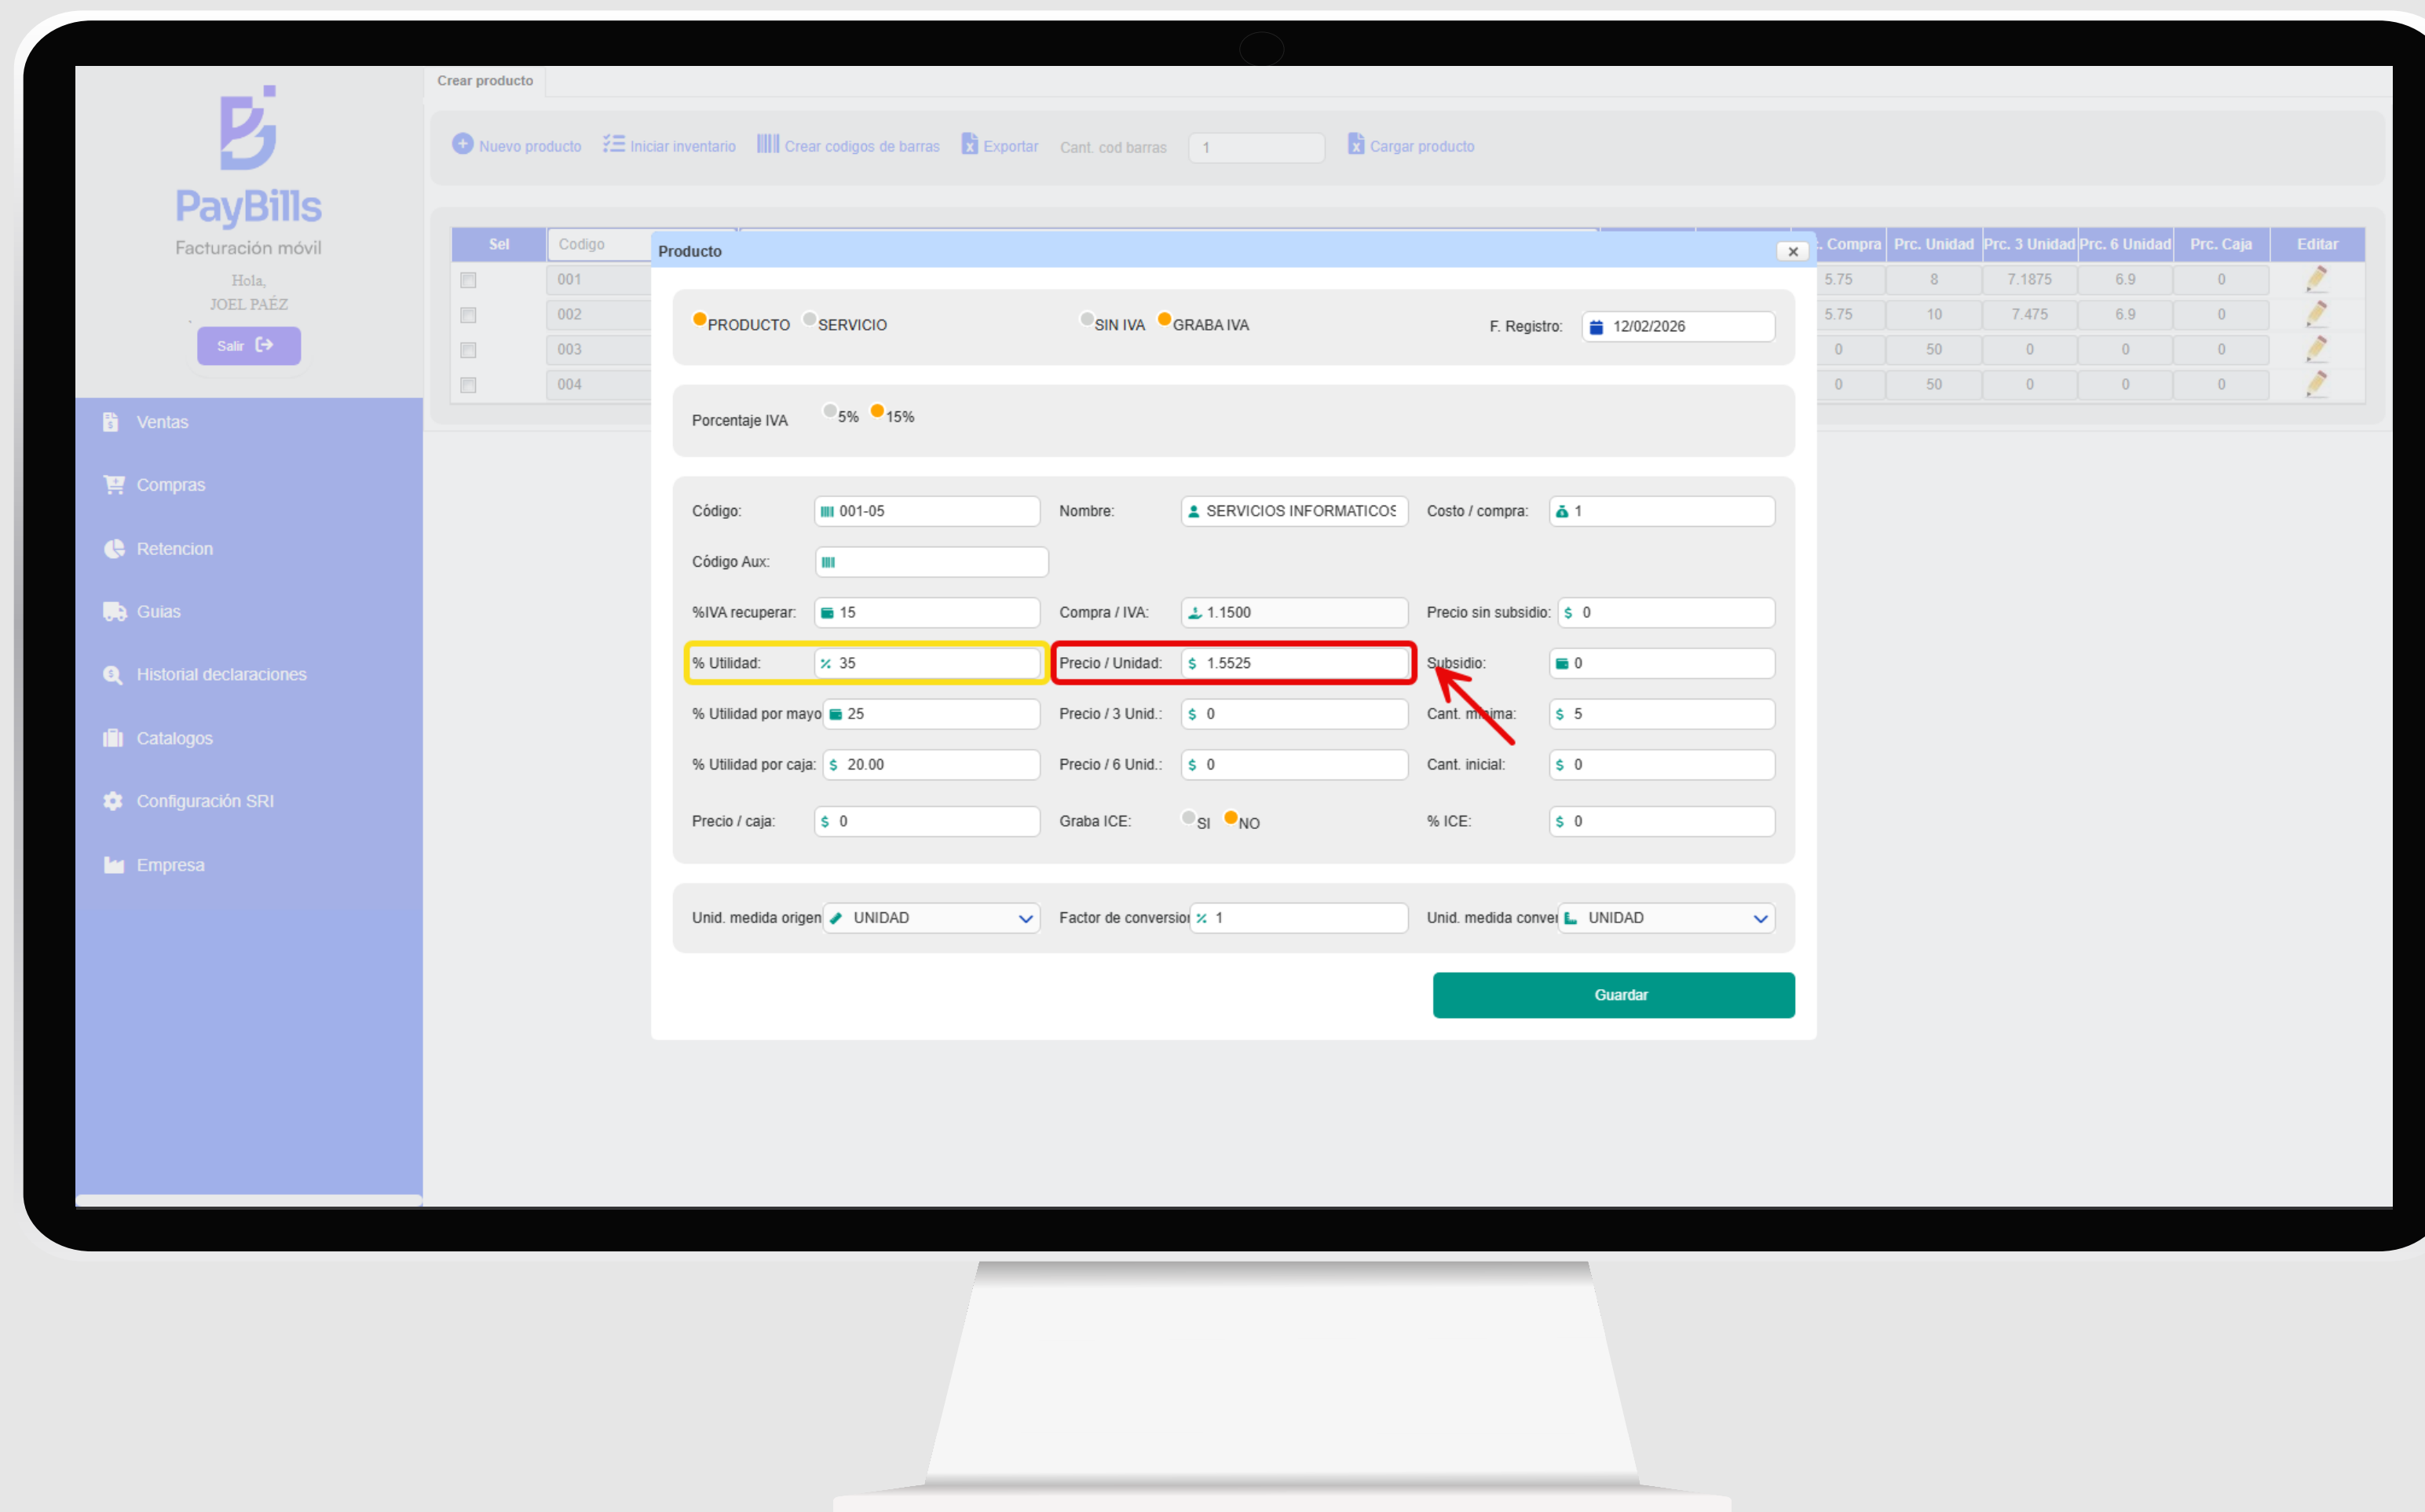 Crear producto
PayBills
Facturación móvil
Hola,
JOEL PAÉZ
Salir
Ventas
Compras
Retencion
Guias
Historial declaraciones
Catalogos
Configuración SRI
Empresa
Nuevo producto Iniciar inventario Crear codigos de barras Exportar Cant. cod barras 1 Cargar producto
Sel Codigo . Compra Prc. Unidad Prc. 3 Unidad Prc. 6 Unidad Prc. Caja Editar
001 5.75 8 7.1875 6.9 0
002 5.75 10 7.475 6.9 0
003 0 50 0 0 0
004 0 50 0 0 0
Producto
PRODUCTO SERVICIO SIN IVA GRABA IVA F. Registro: 12/02/2026
Porcentaje IVA 5% 15%
Código: 001-05 Nombre: SERVICIOS INFORMATICOS Costo / compra: 1
Código Aux:
%IVA recuperar: 15 Compra / IVA: 1.1500 Precio sin subsidio: $ 0
% Utilidad: % 35 Precio / Unidad: $ 1.5525 Subsidio: 0
% Utilidad por mayo 25 Precio / 3 Unid.: $ 0 Cant. minima: $ 5
% Utilidad por caja: $ 20.00 Precio / 6 Unid.: $ 0 Cant. inicial: $ 0
Precio / caja: $ 0 Graba ICE: SI NO % ICE: $ 0
Unid. medida origen UNIDAD Factor de conversion % 1 Unid. medida conver UNIDAD
Guardar